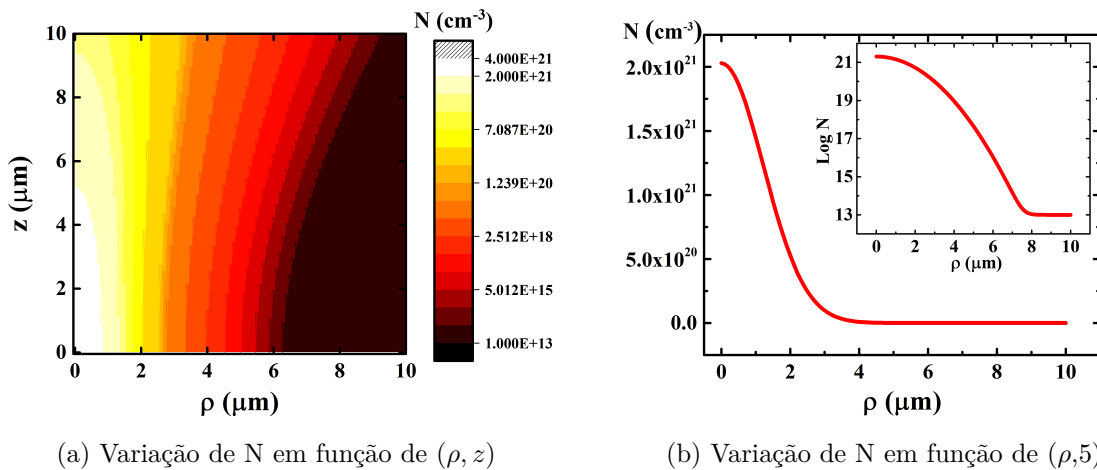 N (cm-3)
10
8
6
4
2
0
z (μm)
0 2 4 6 8 10
ρ (μm)
4.000E+21
2.000E+21
7.087E+20
1.239E+20
2.512E+18
5.012E+15
1.000E+13
(a) Variação de N em função de (ρ, z)
N (cm-3)
2.0x10²¹
1.5x10²¹
1.0x10²¹
5.0x10²⁰
0.0
0 2 4 6 8 10
ρ (μm)
Log N
21
19
17
15
13
0 2 4 6 8 10
ρ (μm)
(b) Variação de N em função de (ρ,5)